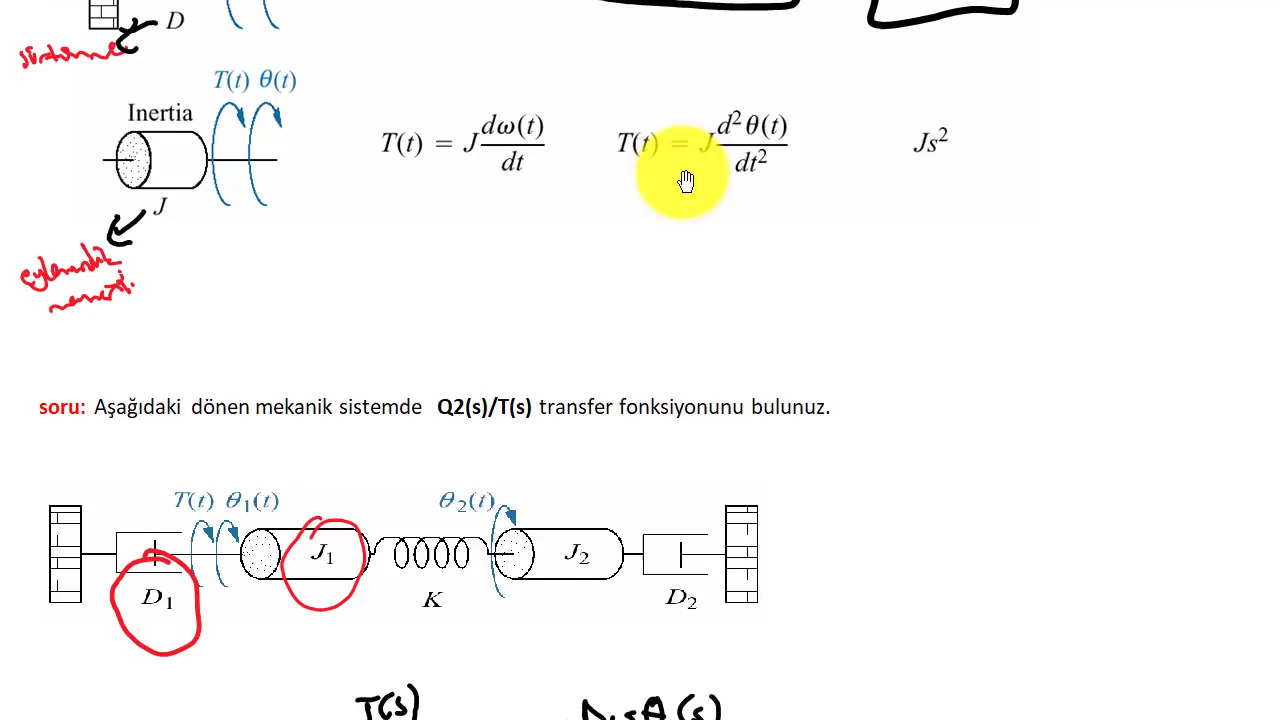 D
sürtünme
T(t) θ(t)
Inertia
T(t) = J dω(t)/dt T(t) = J d²θ(t)/dt² Js²
J
eylemsizlik
momenti
soru: Aşağıdaki dönen mekanik sistemde Q2(s)/T(s) transfer fonksiyonunu bulunuz.
T(t) θ₁(t) θ₂(t)
J₁ J₂
D₁ K D₂
T(s)